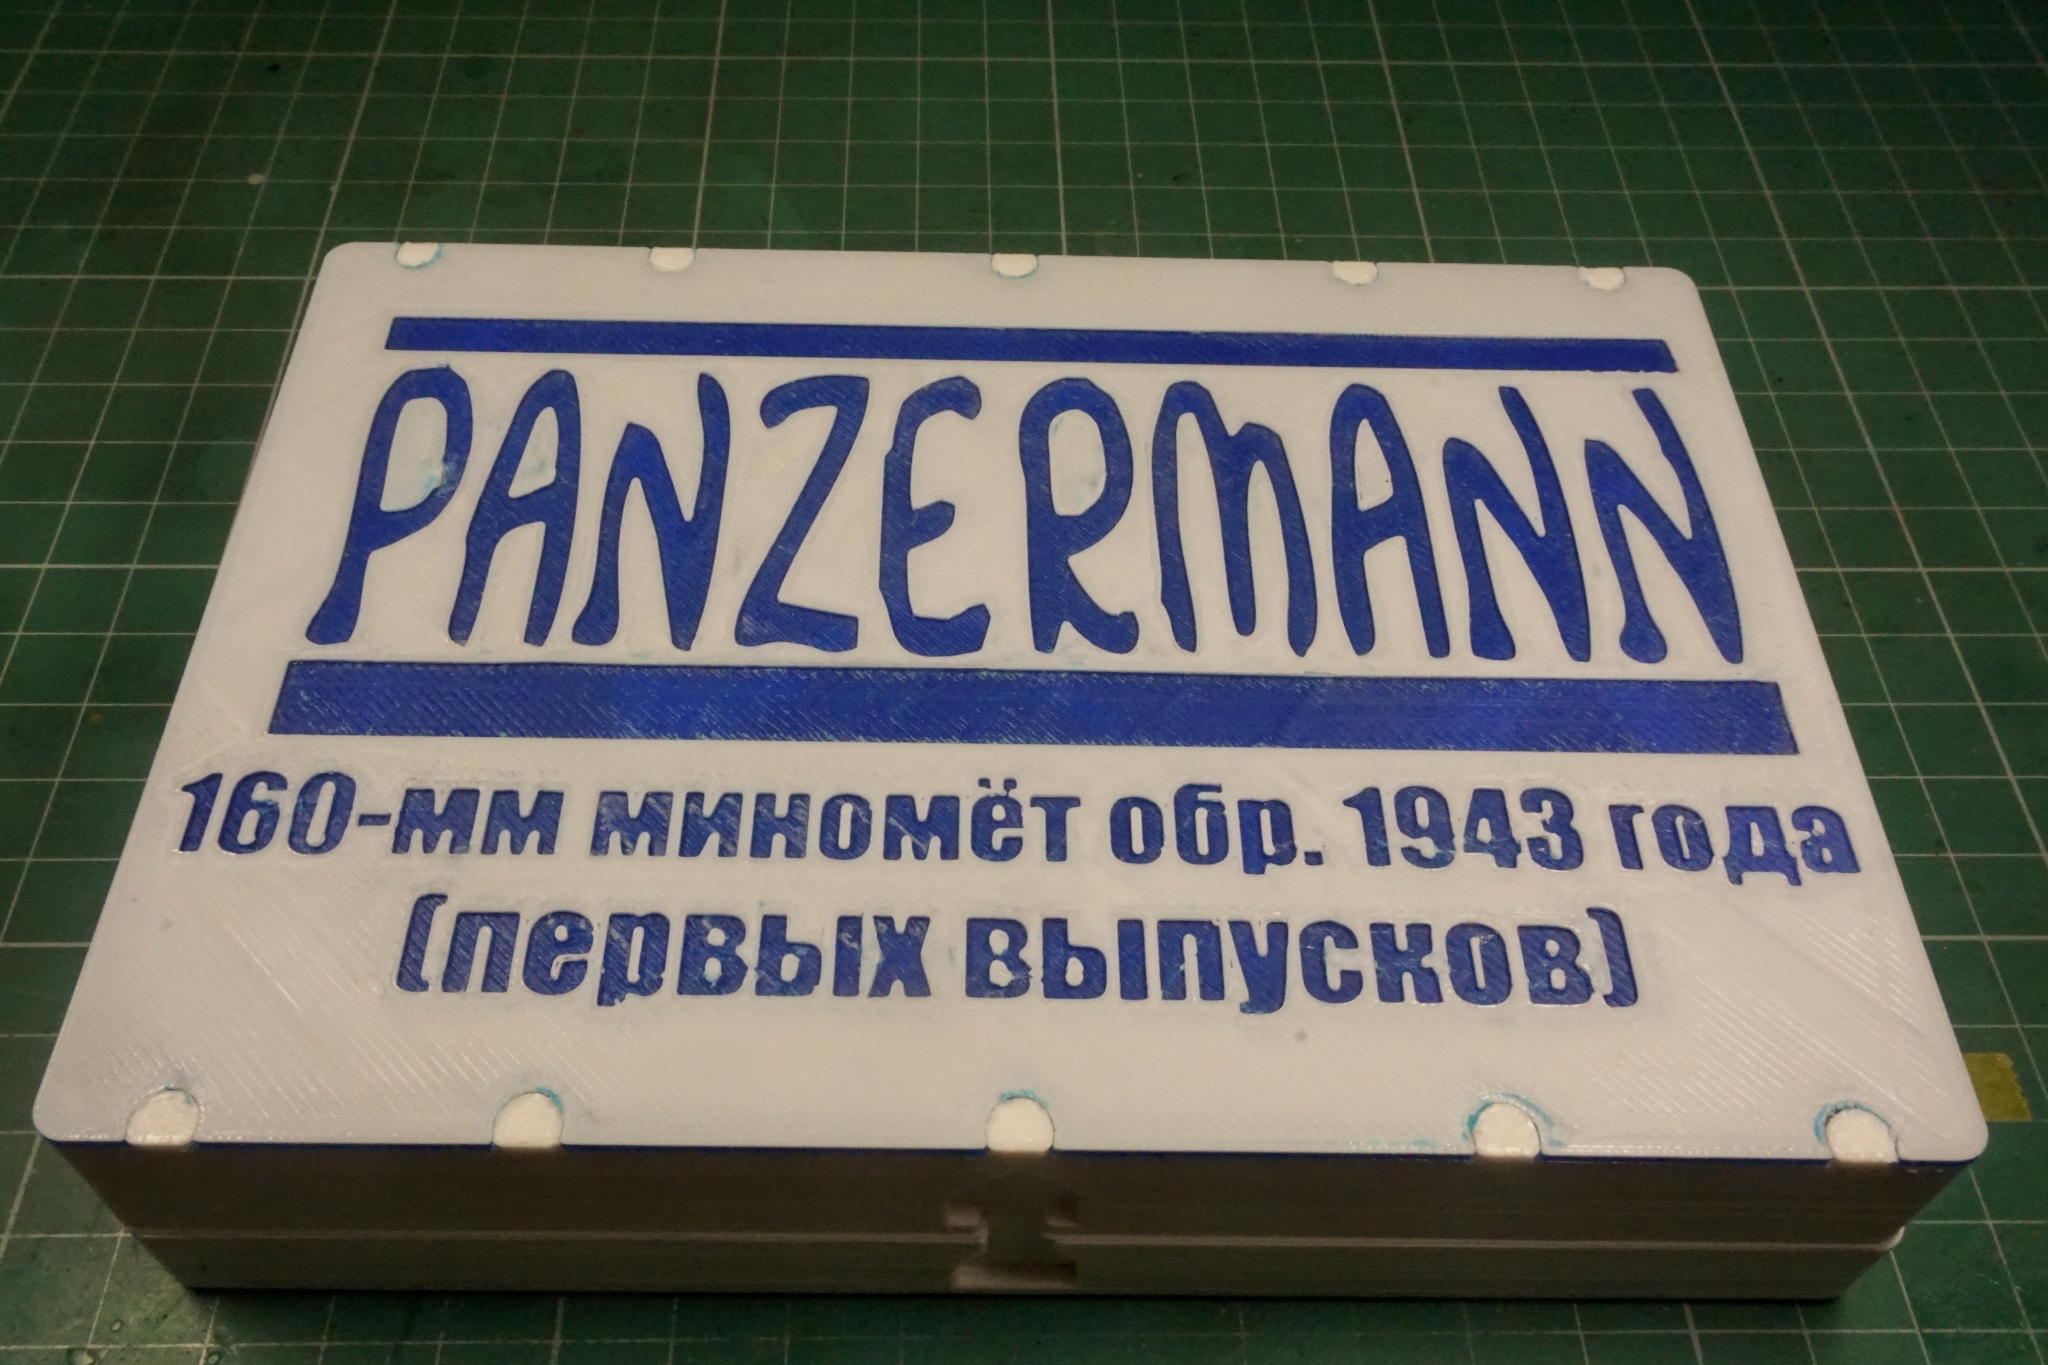 PANZERMANN
160-мм миномёт обр. 1943 года
(первых выпусков)